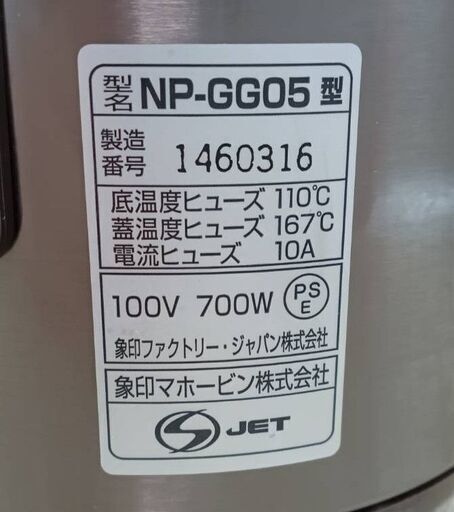 型名 NP-GG05 型
製造番号 1460316
底温度ヒューズ 110℃
蓋温度ヒューズ 167℃
電流ヒューズ 10A
100V 700W PSE
象印ファクトリー・ジャパン株式会社
象印マホービン株式会社
JET